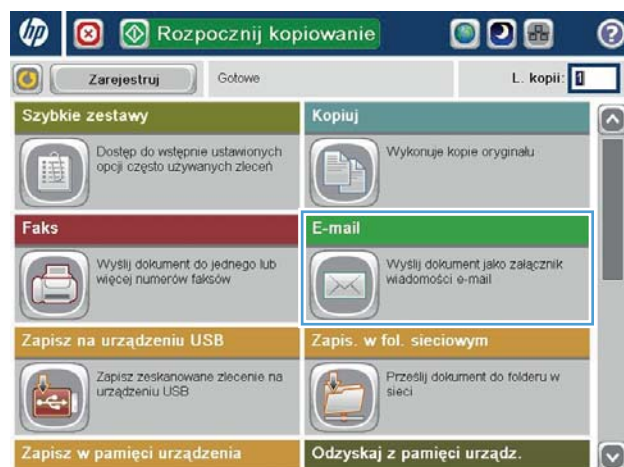 hp
Rozpocznij kopiowanie
?
Zarejestruj
Gotowe
L. kopii: 1
Szybkie zestawy
Dostęp do wstępnie ustawionych
opcji często używanych zleceń
Kopiuj
Wykonuje kopie oryginału
Faks
Wyślij dokument do jednego lub
więcej numerów faksów
E-mail
Wyślij dokument jako załącznik
wiadomości e-mail
Zapisz na urządzeniu USB
Zapisz zeskanowane zlecenie na
urządzeniu USB
Zapis. w fol. sieciowym
Prześlij dokument do folderu w
sieci
Zapisz w pamięci urządzenia
Odzyskaj z pamięci urządz.